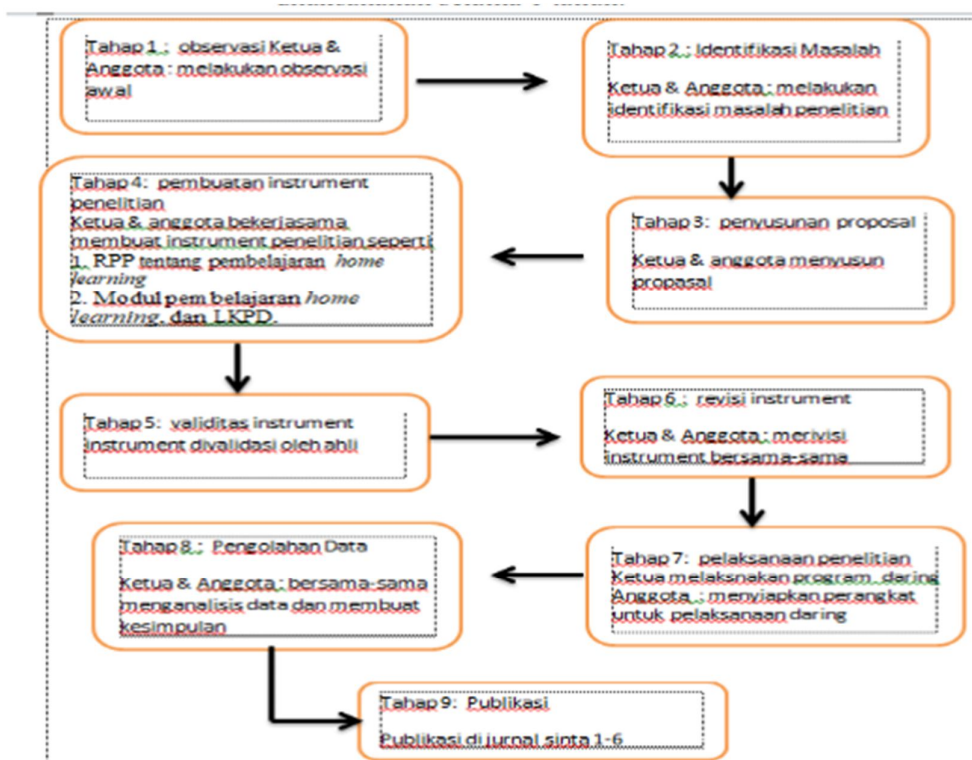 Tahap 1 : observasi Ketua &
Anggota : melakukan observasi
awal
Tahap 2 : Identifikasi Masalah
Ketua & Anggota : melakukan
identifikasi masalah penelitian
Tahap 3: penyusunan proposal
Ketua & anggota menyusun
propasal
Tahap 4: pembuatan instrument
penelitian
Ketua & anggota bekerjasama
membuat instrument penelitian seperti
1. RPP tentang pembelajaran home
learning
2. Modul pem belajaran home
learning, dan LKPD.
Tahap 5: validitas instrument
instrument divalidasi oleh ahli
Tahap 6 : revisi instrument
Ketua & Anggota : merivisi
instrument bersama-sama
Tahap 7: pelaksanaan penelitian
Ketua melaksnakan program daring
Anggota : menyiapkan perangkat
untuk pelaksanaan daring
Tahap 8 : Pengolahan Data
Ketua & Anggota : bersama-sama
menganalisis data dan membuat
kesimpulan
Tahap 9: Publikasi
Publikasi di jurnal sinta 1-6